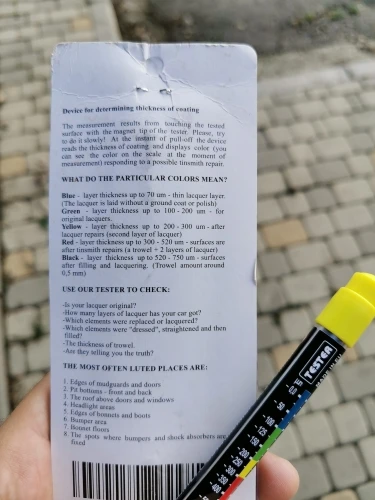 Device for determining thickness of coating
The measurement results from touching the tested
surface with the magnet tip of the tester. Please, try
to do it slowly! At the instant of pull-off the device
reads the thickness of coating and displays color (you
can see the color on the scale at the moment of
measurement) responding to a possible tinsmith repair.
WHAT DO THE PARTICULAR COLORS MEAN?
Blue - layer thickness up to 70 um - thin lacquer layer.
(The lacquer is laid without a ground coat or polish)
Green - layer thickness up to 100 - 200 um - for
original lacquers.
Yellow - layer thickness up to 200 - 300 um - after
lacquer repairs (second layer of lacquer)
Red - layer thickness up to 300 - 520 um - surfaces are
after tinsmith repairs (a trowel + 2 layers of lacquer)
Black - layer thickness up to 520 - 750 um - surfaces
after filling and lacquering. (Trowel amount around
0,5 mm)
USE OUR TESTER TO CHECK:
-Is your lacquer original?
-How many layers of lacquer has your car got?
-Which elements were replaced or lacquered?
-Which elements were "dressed", straightened and then
filled?
-The thickness of trowel.
-Are they telling you the truth?
THE MOST OFTEN LUTED PLACES ARE:
1. Edges of mudguards and doors
2. Pit bottoms - front and back
3. The roof above doors and windows
4. Headlight areas
5. Edges of bonnets and boots
6. Bumper area
7. Bonnet floors
8. The spots where bumpers and shock absorbers are
fixed
TESTER
MADE IN